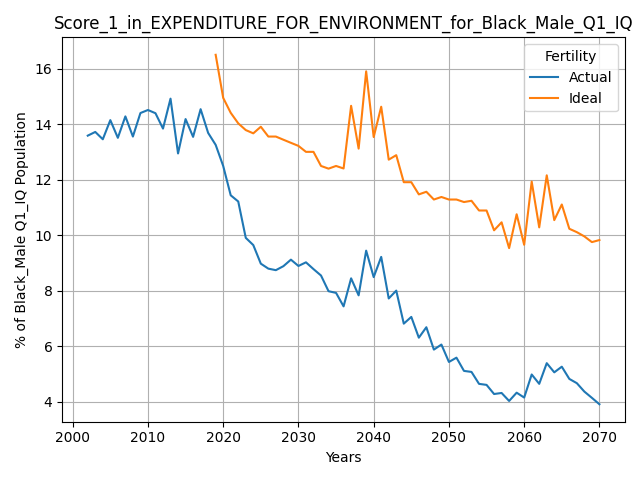 Score_1_in_EXPENDITURE_FOR_ENVIRONMENT_for_Black_Male_Q1_IQ
Fertility
Actual
Ideal
% of Black_Male Q1_IQ Population
16
14
12
10
8
6
4
2000 2010 2020 2030 2040 2050 2060 2070
Years